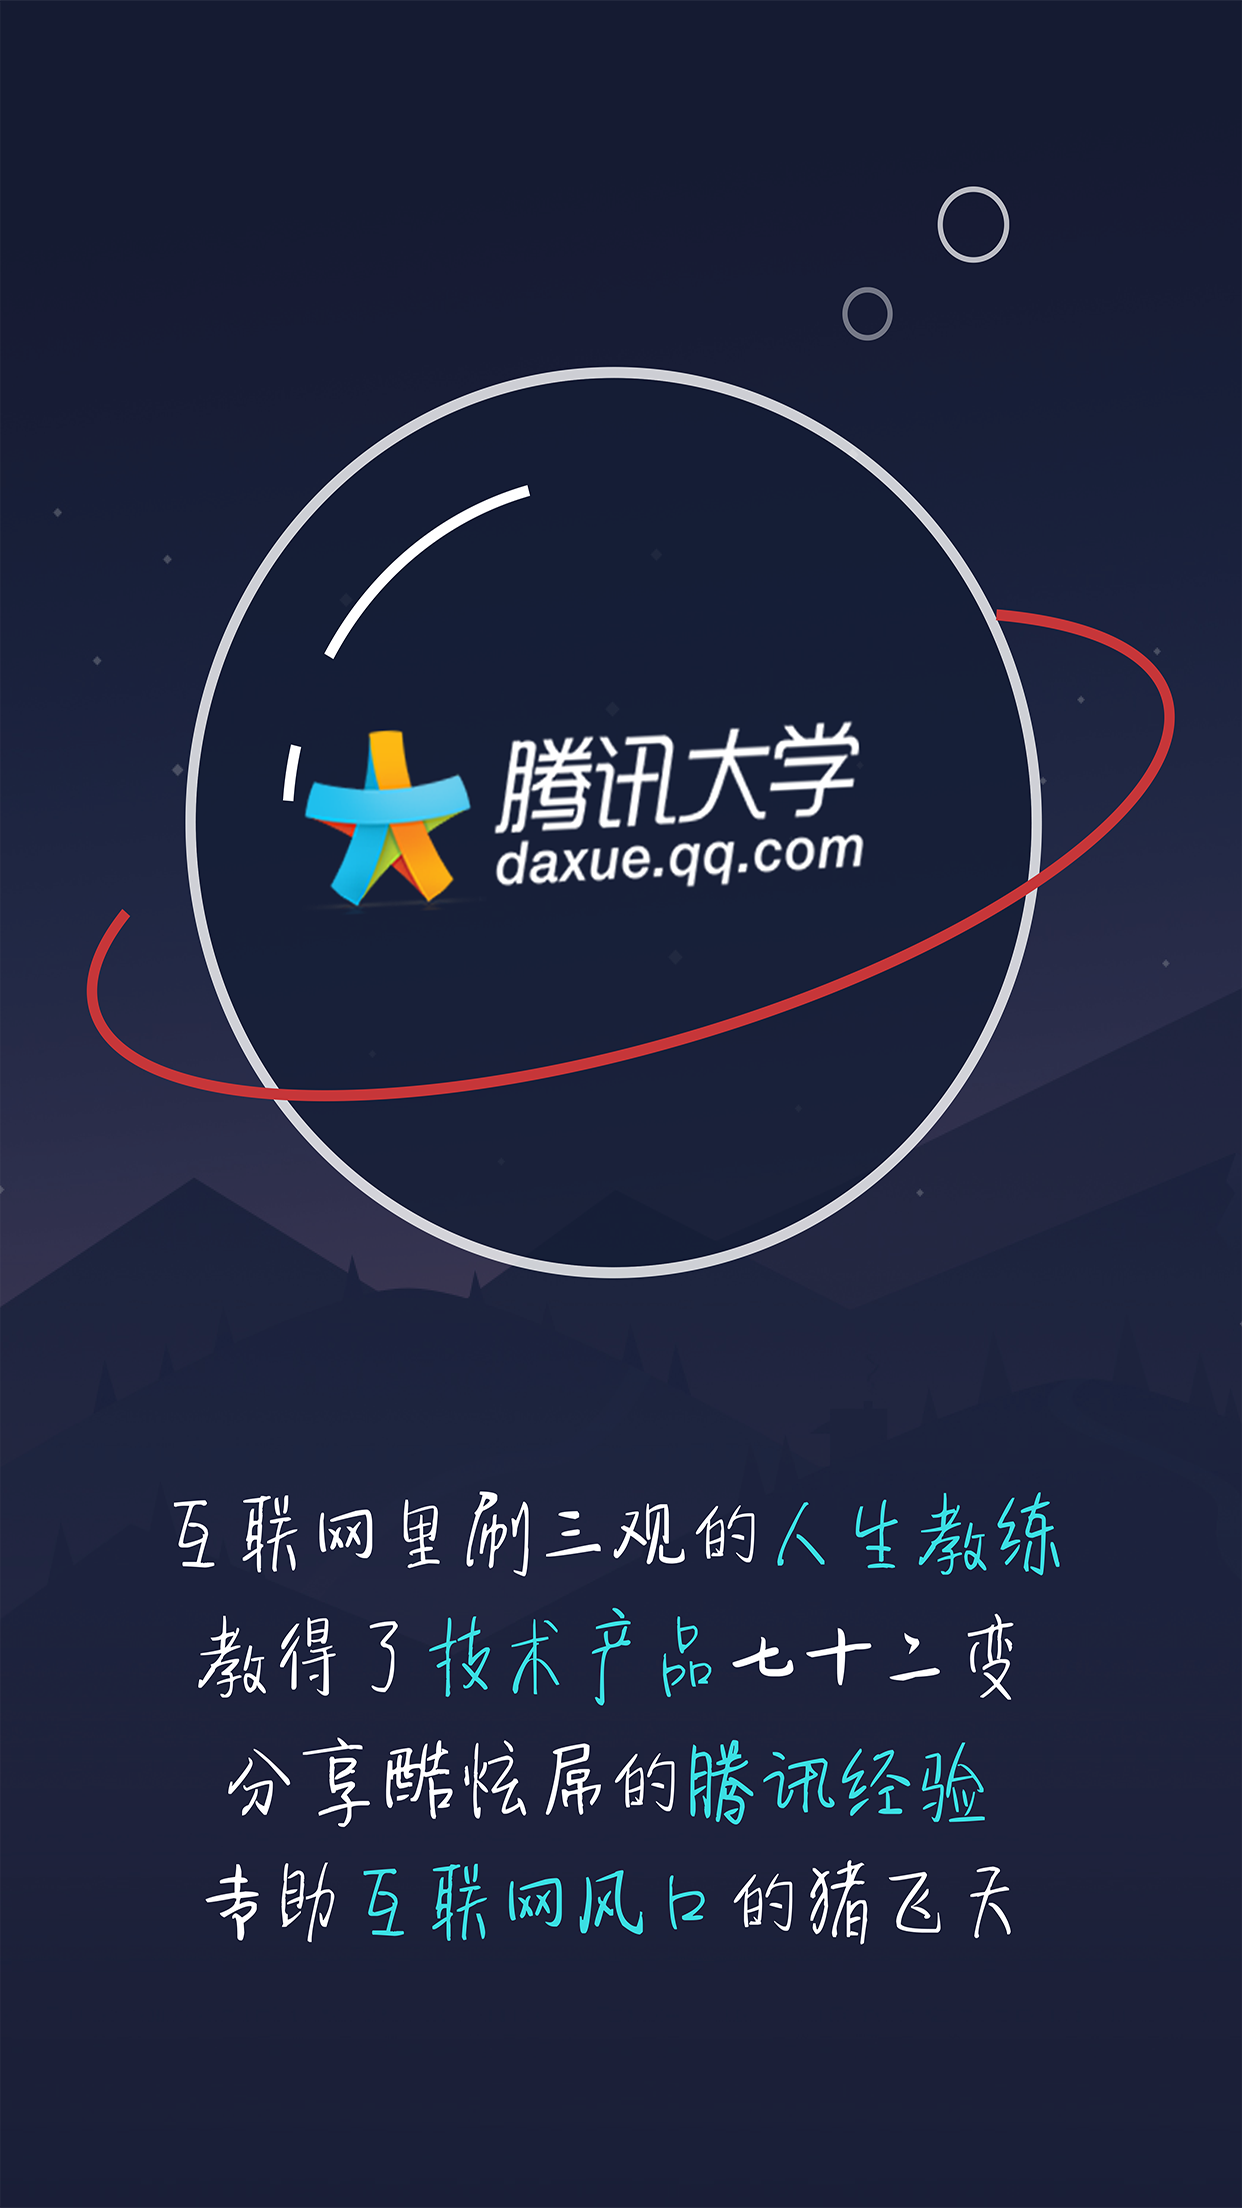 腾讯大学
daxue.qq.com
互联网里刷三观的人生教练
教得了技术产品七十二变
分享酷炫屌的腾讯经验
帮助互联网风口的猪飞天